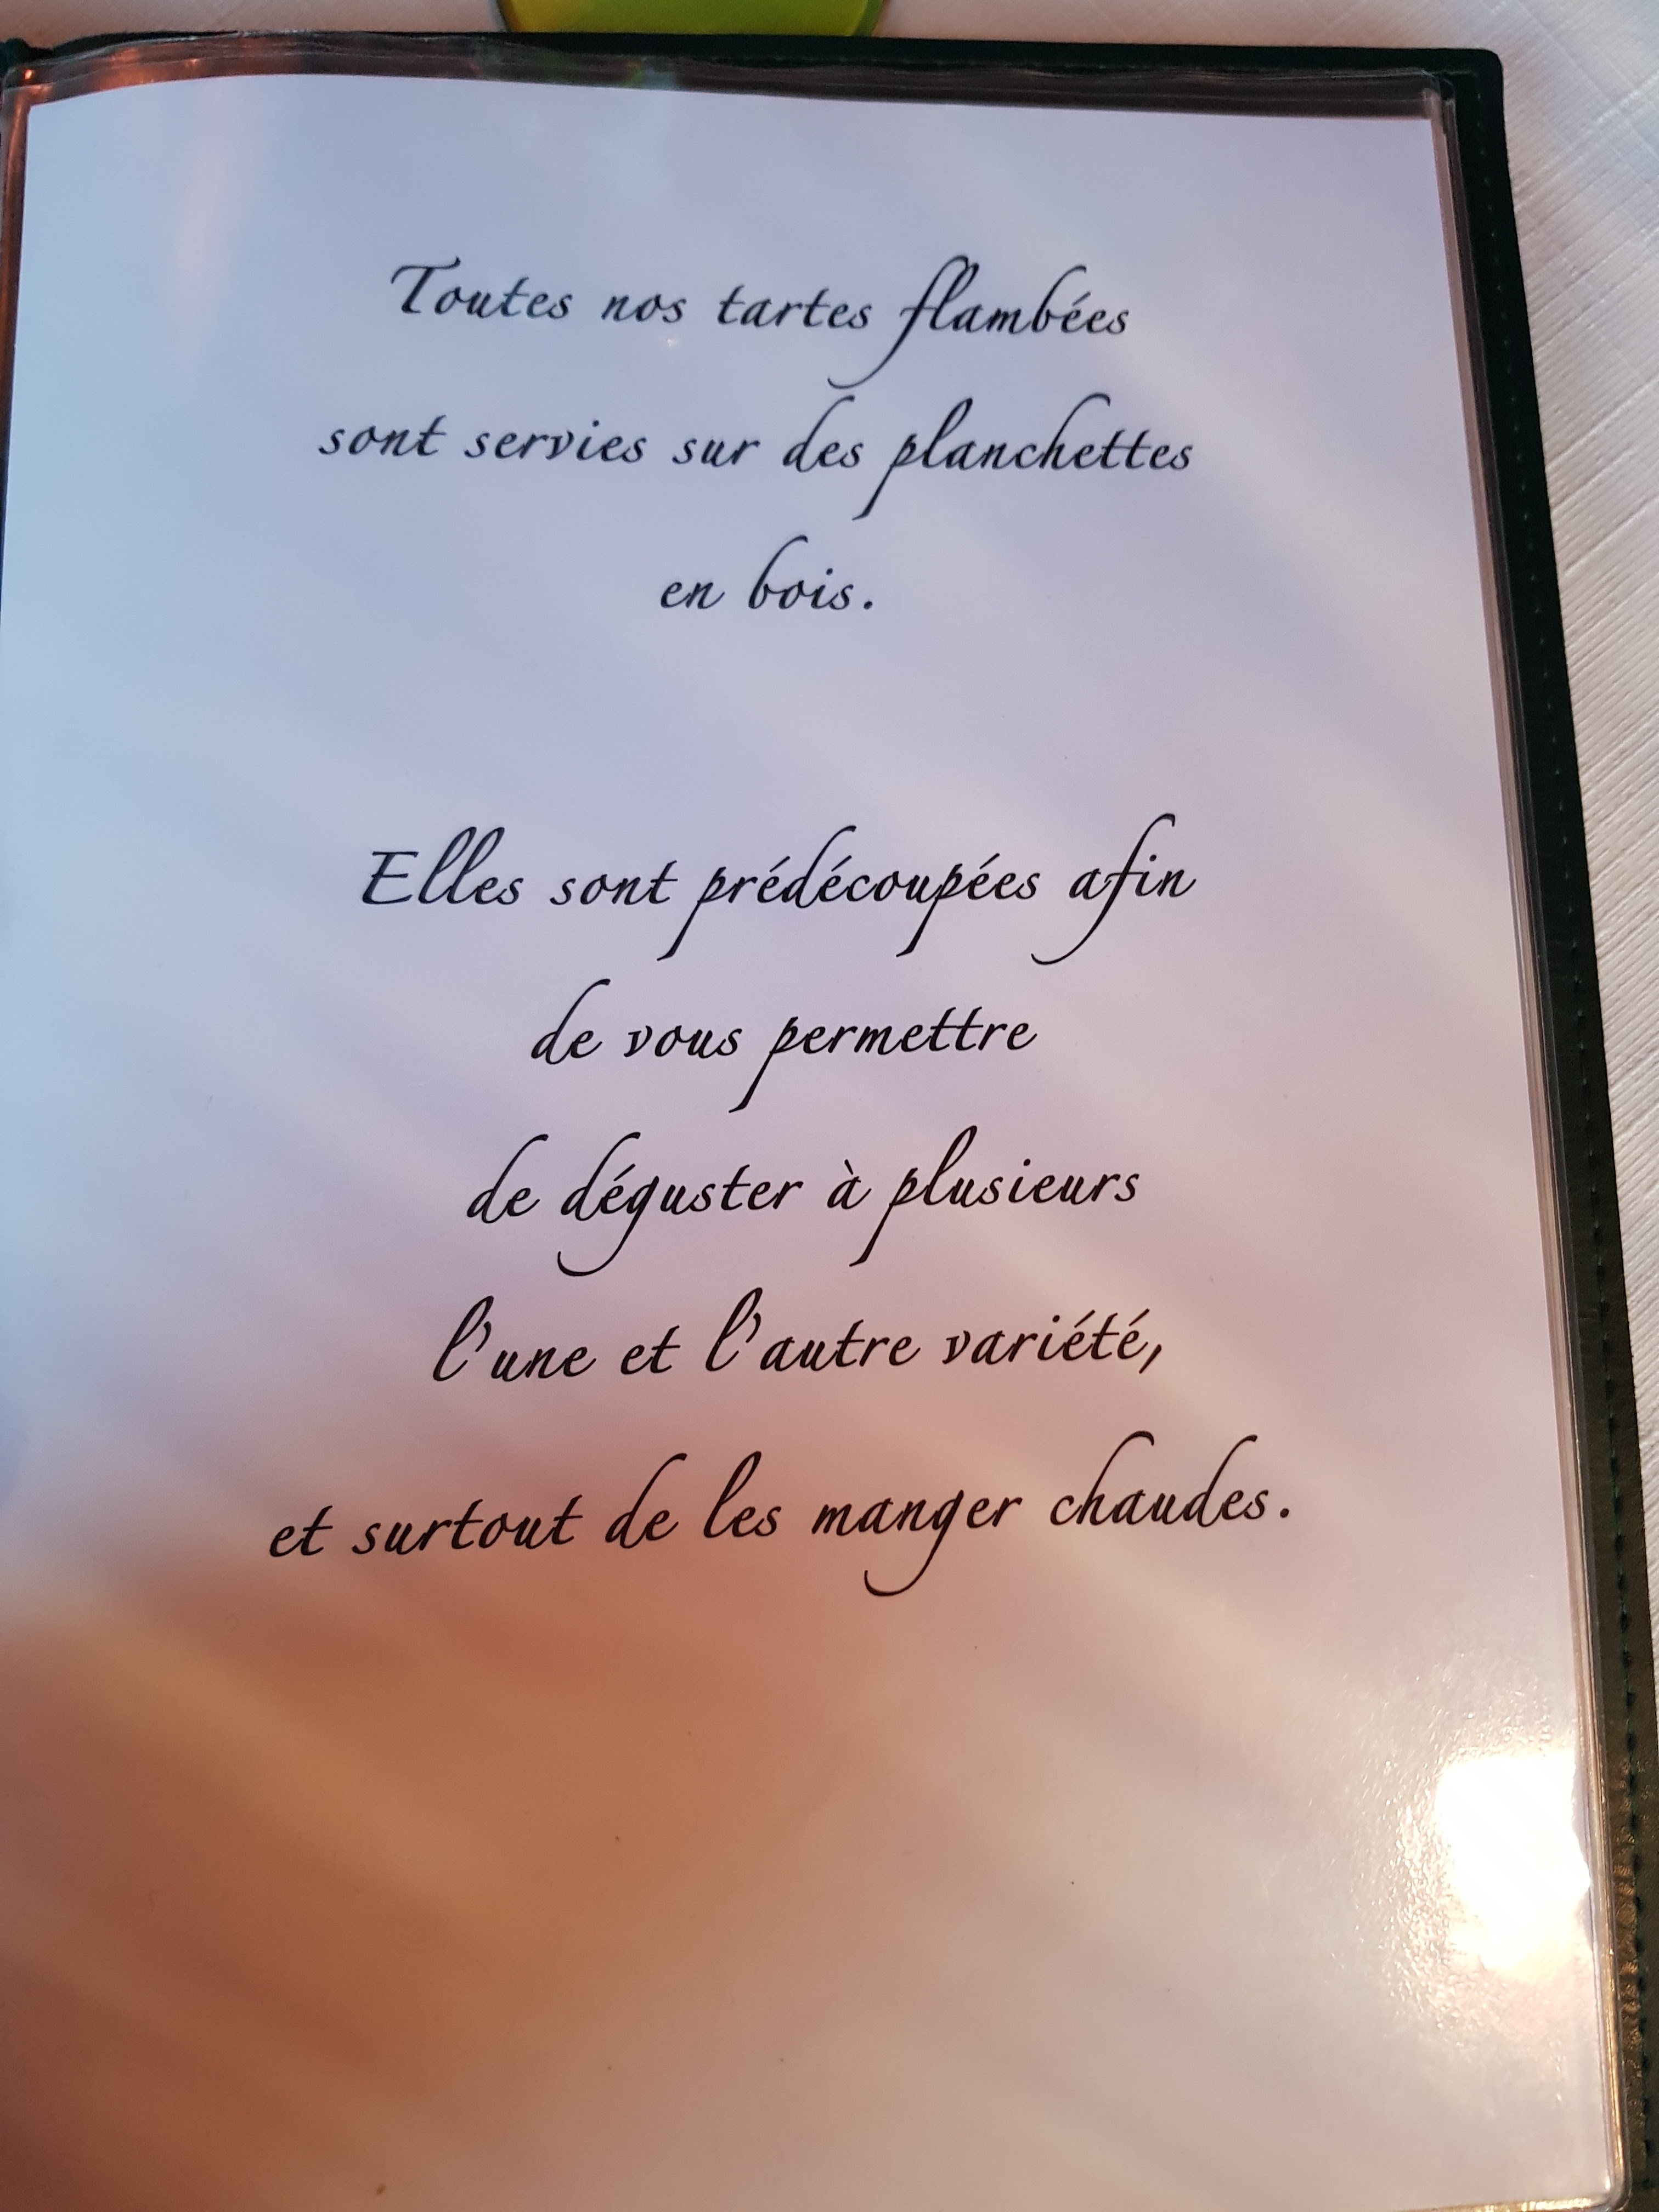 Toutes nos tartes flambées
sont servies sur des planchettes
en bois.
Elles sont prédécoupées afin
de vous permettre
de déguster à plusieurs
l'une et l'autre variété,
et surtout de les manger chaudes.